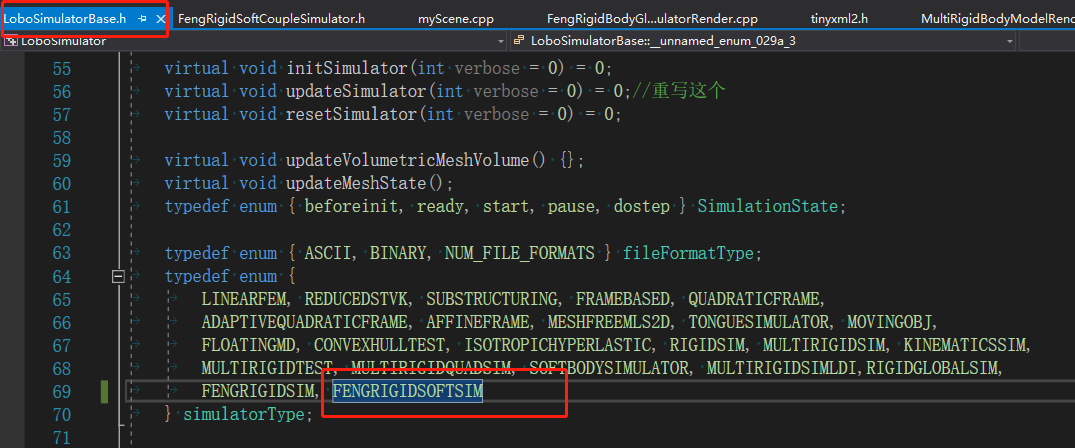 LoboSimulatorBase.h FengRigidSoftCoupleSimulator.h myScene.cpp FengRigidBodyGl...ulatorRender.cpp tinyxml2.h MultiRigidBodyModelRen
LoboSimulator LoboSimulatorBase::__unnamed_enum_029a_3
55 virtual void initSimulator(int verbose = 0) = 0;
56 virtual void updateSimulator(int verbose = 0) = 0;//重写这个
57 virtual void resetSimulator(int verbose = 0) = 0;
58
59 virtual void updateVolumetricMeshVolume() {};
60 virtual void updateMeshState();
61 typedef enum { beforeinit, ready, start, pause, dostep } SimulationState;
62
63 typedef enum { ASCII, BINARY, NUM_FILE_FORMATS } fileFormatType;
64 typedef enum {
65 LINEARFEM, REDUCEDSTVK, SUBSTRUCTURING, FRAMEBASED, QUADRATICFRAME,
66 ADAPTIVEQUADRATICFRAME, AFFINEFRAME, MESHFREEMLS2D, TONGUESIMULATOR, MOVINGOBJ,
67 FLOATINGMD, CONVEXHULLTEST, ISOTROPICHYPERLASTIC, RIGIDSIM, MULTIRIGIDSIM, KINEMATICSSIM,
68 MULTIRIGIDTEST, MULTIRIGIDQUADSIM, SOFTBODYSIMULATOR, MULTIRIGIDSIMLDI,RIGIDGLOBALSIM,
69 FENGRIGIDSIM, FENGRIGIDSOFTSIM
70 } simulatorType;
71